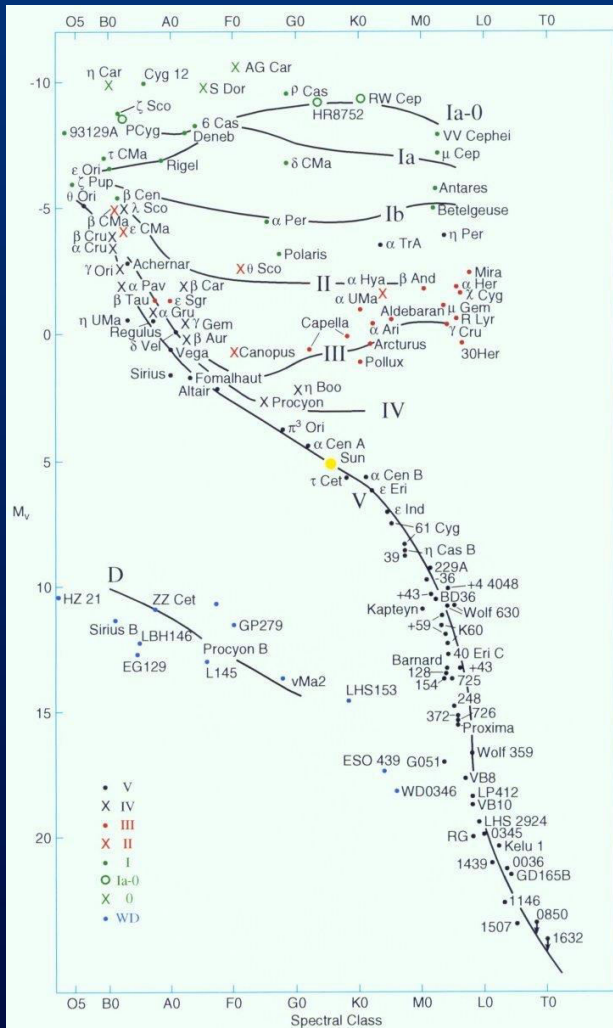 O5 B0 A0 F0 G0 K0 M0 L0 T0
-10
η Car
Cyg 12
AG Car
S Dor
ρ Cas
RW Cep
HR8752
Ia-0
ζ Sco
93129A
PCyg
6 Cas
Deneb
VV Cephei
τ CMa
Rigel
δ CMa
Ia
μ Cep
ε Ori
ζ Pup
θ Ori
β Cen
Antares
-5
λ Sco
Ib
Betelgeuse
β CMa
ε CMa
α Per
η Per
β Cru
α Cru
α TrA
Polaris
γ Ori
Achernar
θ Sco
II
α Hya
β And
Mira
α Pav
β Car
α Her
χ Cyg
β Tau
ε Sgr
α UMa
Aldebaran
μ Gem
η UMa
α Gru
γ Gem
Capella
α Ari
R Lyr
0
Regulus
β Aur
Canopus
III
Arcturus
γ Cru
δ Vel
Vega
Pollux
30Her
Sirius
Fomalhaut
Altair
η Boo
Procyon
IV
π³ Ori
α Cen A
Sun
5
τ Cet
α Cen B
V
ε Eri
Mv
ε Ind
61 Cyg
39
η Cas B
229A
D
-36
+4 4048
10
HZ 21
ZZ Cet
+43
BD36
Kapteyn
Wolf 630
Sirius B
GP279
+59
K60
LBH146
Procyon B
40 Eri C
EG129
L145
vMa2
Barnard
128
+43
154
725
LHS153
248
15
372
726
Proxima
ESO 439
G051
Wolf 359
WD0346
VB8
LP412
VB10
V
IV
III
II
I
Ia-0
0
WD
LHS 2924
20
RG
0345
Kelu 1
1439
0036
GD165B
1146
1507
0850
1632
O5 B0 A0 F0 G0 K0 M0 L0 T0
Spectral Class